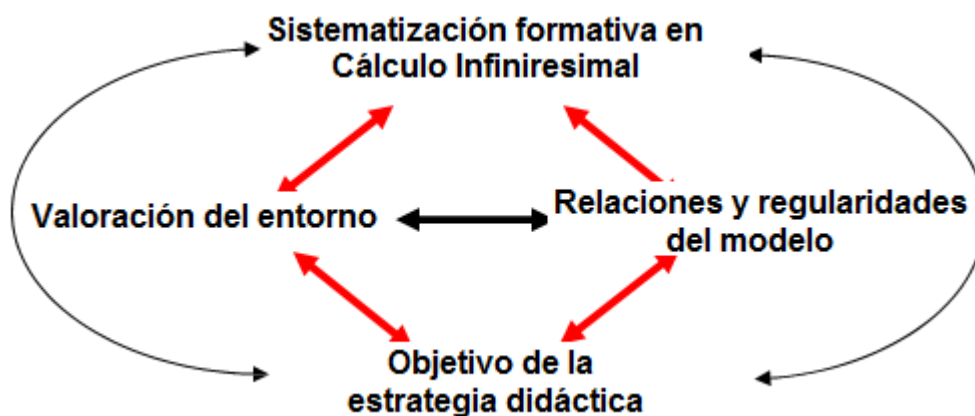 Sistematización formativa en
Cálculo Infiniresimal
Valoración del entorno
Relaciones y regularidades
del modelo
Objetivo de la
estrategia didáctica